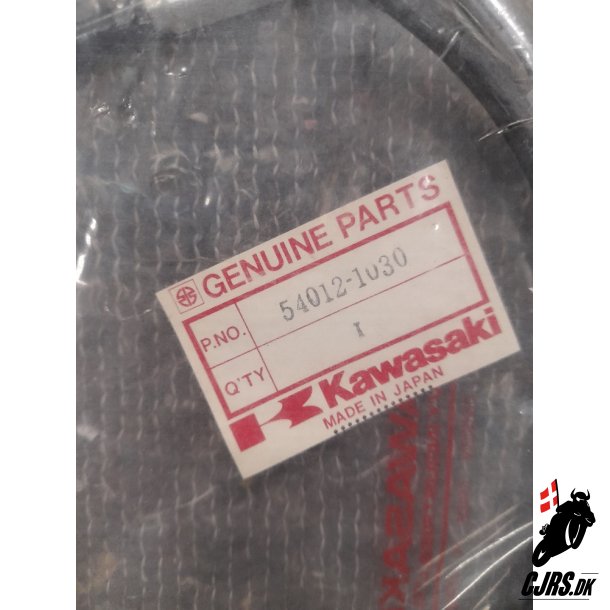 GENUINE PARTS
P.NO. 54012-1030
Q'TY 1
Kawasaki
MADE IN JAPAN
CJRS.DK